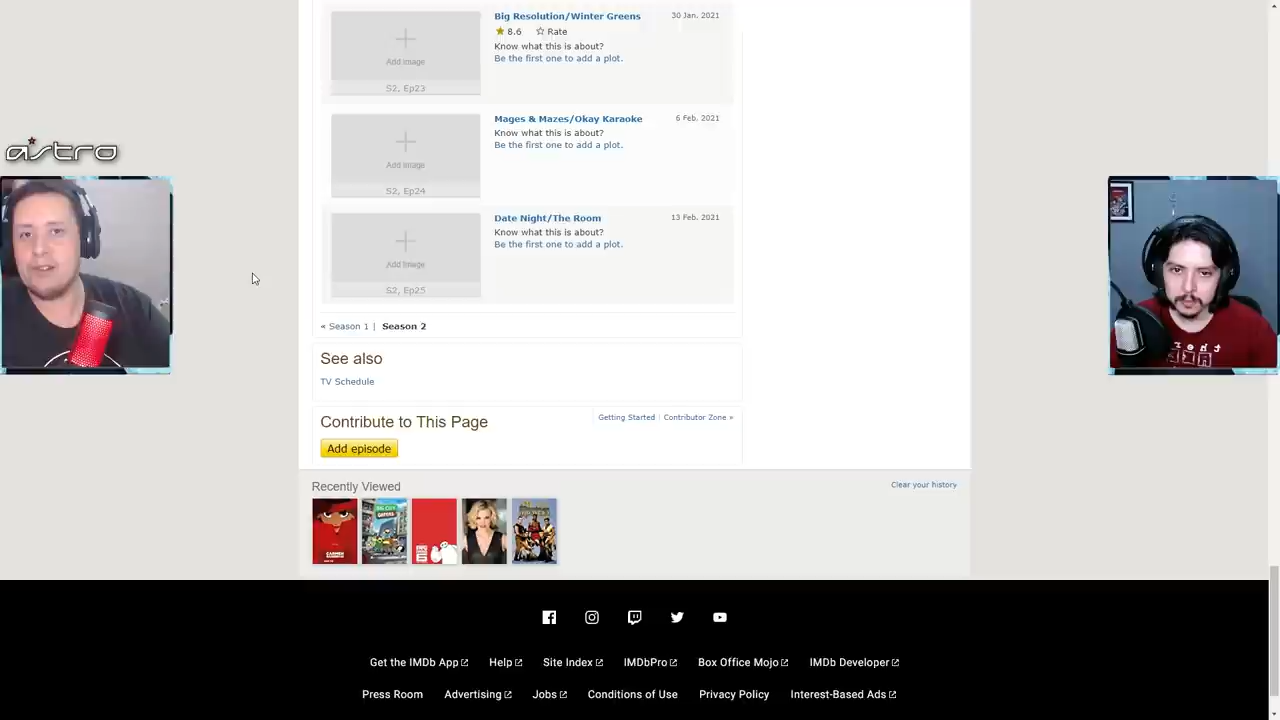 Big Resolution/Winter Greens
30 Jan. 2021
8.6 Rate
Know what this is about?
Be the first one to add a plot.
Add Image
S2, Ep23
Mages & Mazes/Okay Karaoke
6 Feb. 2021
Know what this is about?
Be the first one to add a plot.
Add Image
S2, Ep24
Date Night/The Room
13 Feb. 2021
Know what this is about?
Be the first one to add a plot.
Add Image
S2, Ep25
astro
« Season 1 | Season 2
See also
TV Schedule
Contribute to This Page
Getting Started | Contributor Zone »
Add episode
Recently Viewed
Clear your history
Get the IMDb App
Help
Site Index
IMDbPro
Box Office Mojo
IMDb Developer
Press Room
Advertising
Jobs
Conditions of Use
Privacy Policy
Interest-Based Ads